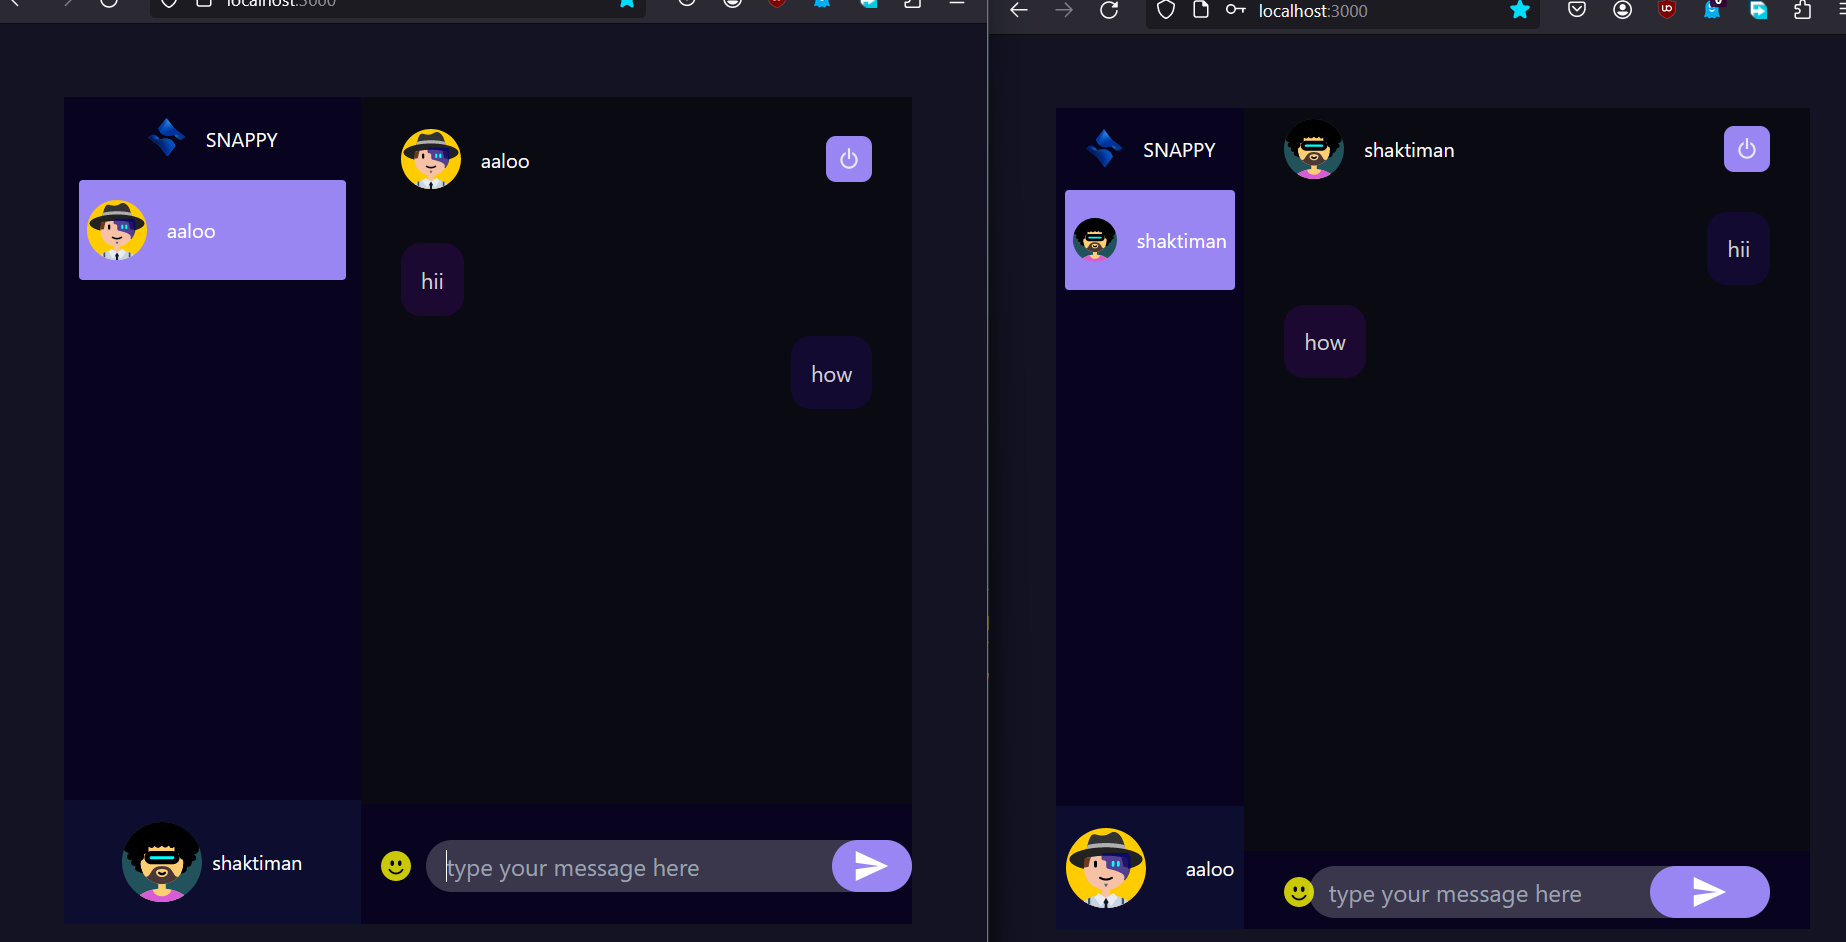 localhost:3000
SNAPPY
aaloo
aaloo
hii
how
shaktiman
type your message here
localhost:3000
SNAPPY
shaktiman
shaktiman
hii
how
aaloo
type your message here